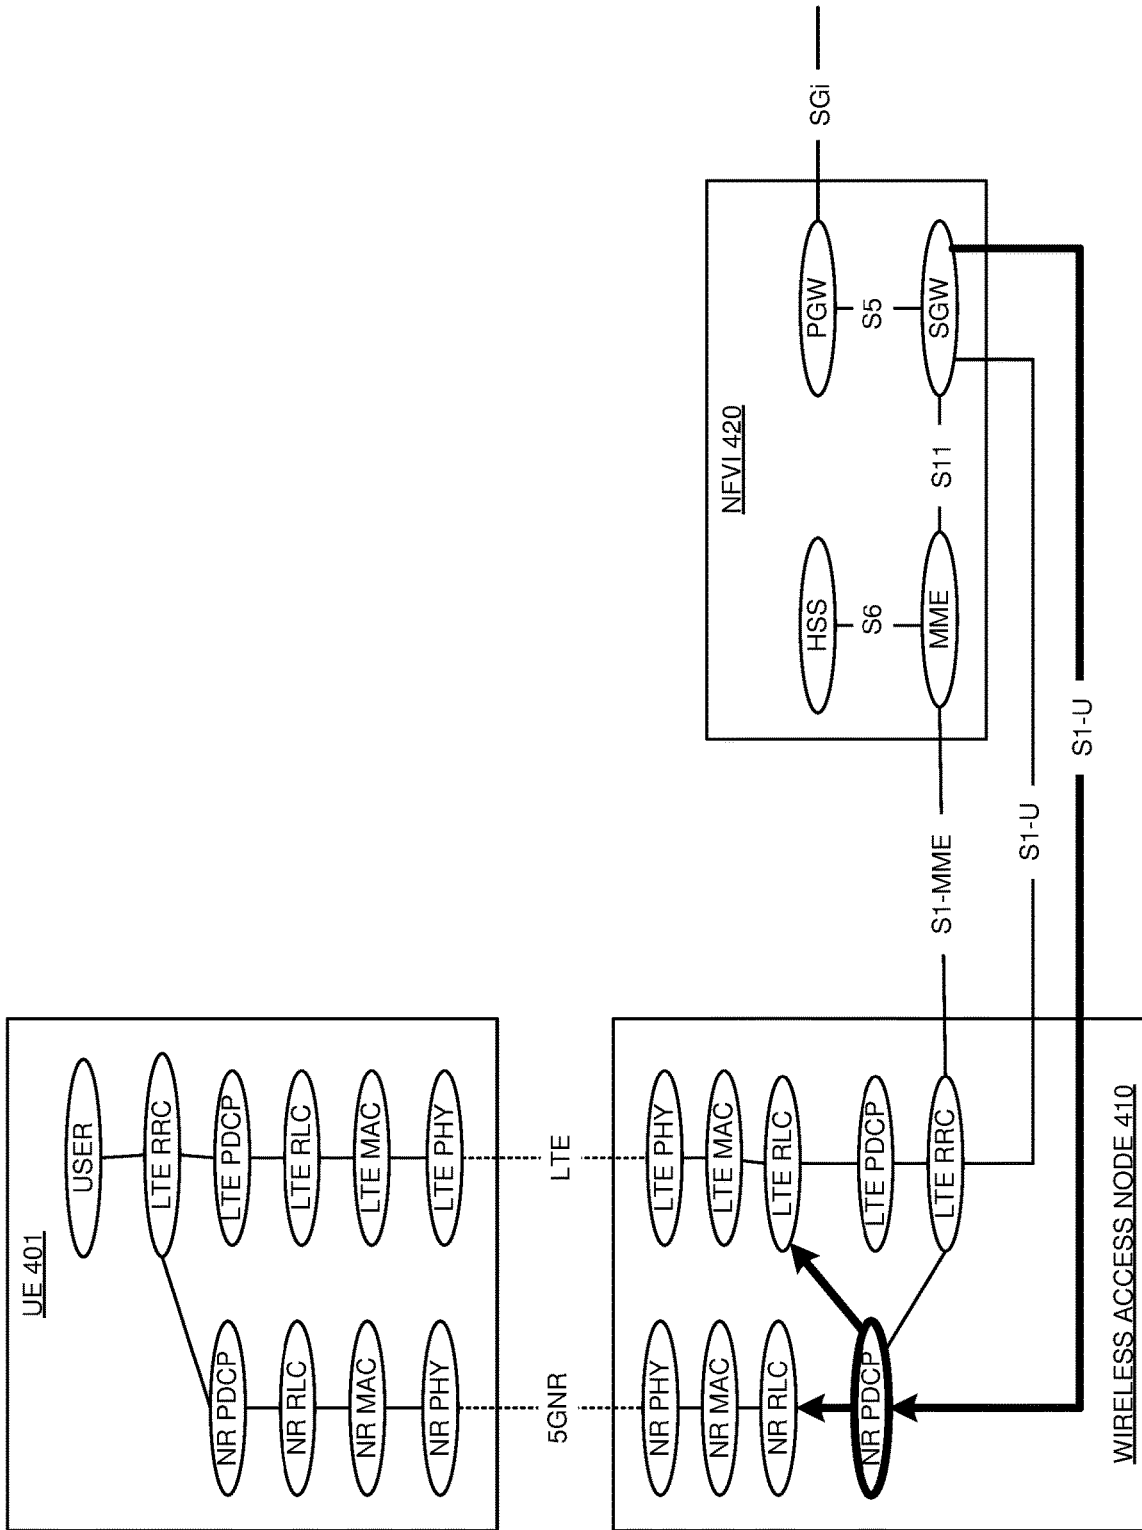 UE 401
USER
LTE RRC
NR PDCP
LTE PDCP
NR RLC
LTE RLC
NR MAC
LTE MAC
NR PHY
LTE PHY
5GNR
LTE
NR PHY
LTE PHY
NR MAC
LTE MAC
NR RLC
LTE RLC
NR PDCP
LTE PDCP
LTE RRC
WIRELESS ACCESS NODE 410
S1-MME
S1-U
S1-U
NFVI 420
HSS
PGW
S6
S5
MME
S11
SGW
SGi